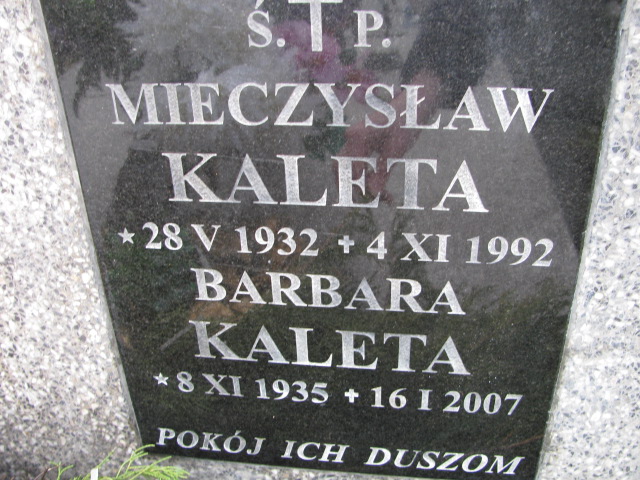 Ś. P.
MIECZYSŁAW
KALETA
* 28 V 1932 + 4 XI 1992
BARBARA
KALETA
* 8 XI 1935 + 16 I 2007
POKÓJ ICH DUSZOM